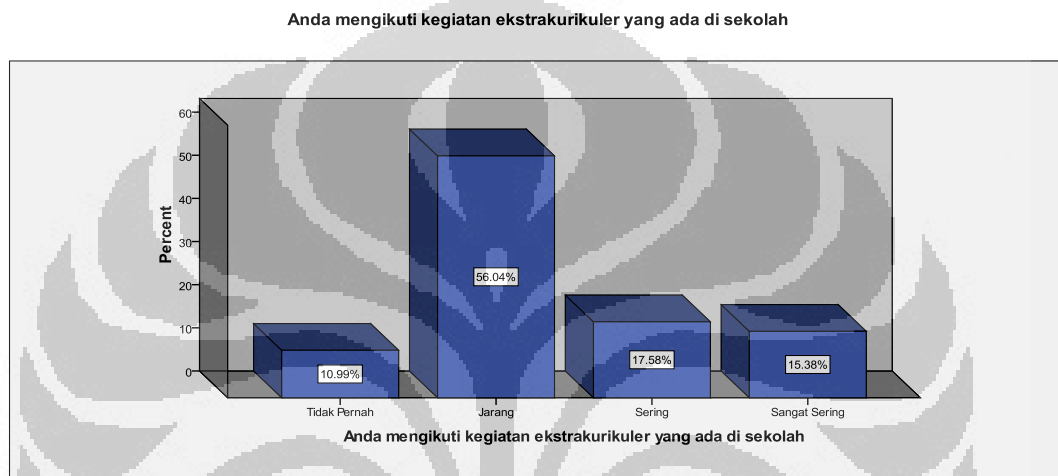 Anda mengikuti kegiatan ekstrakurikuler yang ada di sekolah
60
50
40
30
20
10
0
Percent
56.04%
17.58%
15.38%
10.99%
Tidak Pernah
Jarang
Sering
Sangat Sering
Anda mengikuti kegiatan ekstrakurikuler yang ada di sekolah